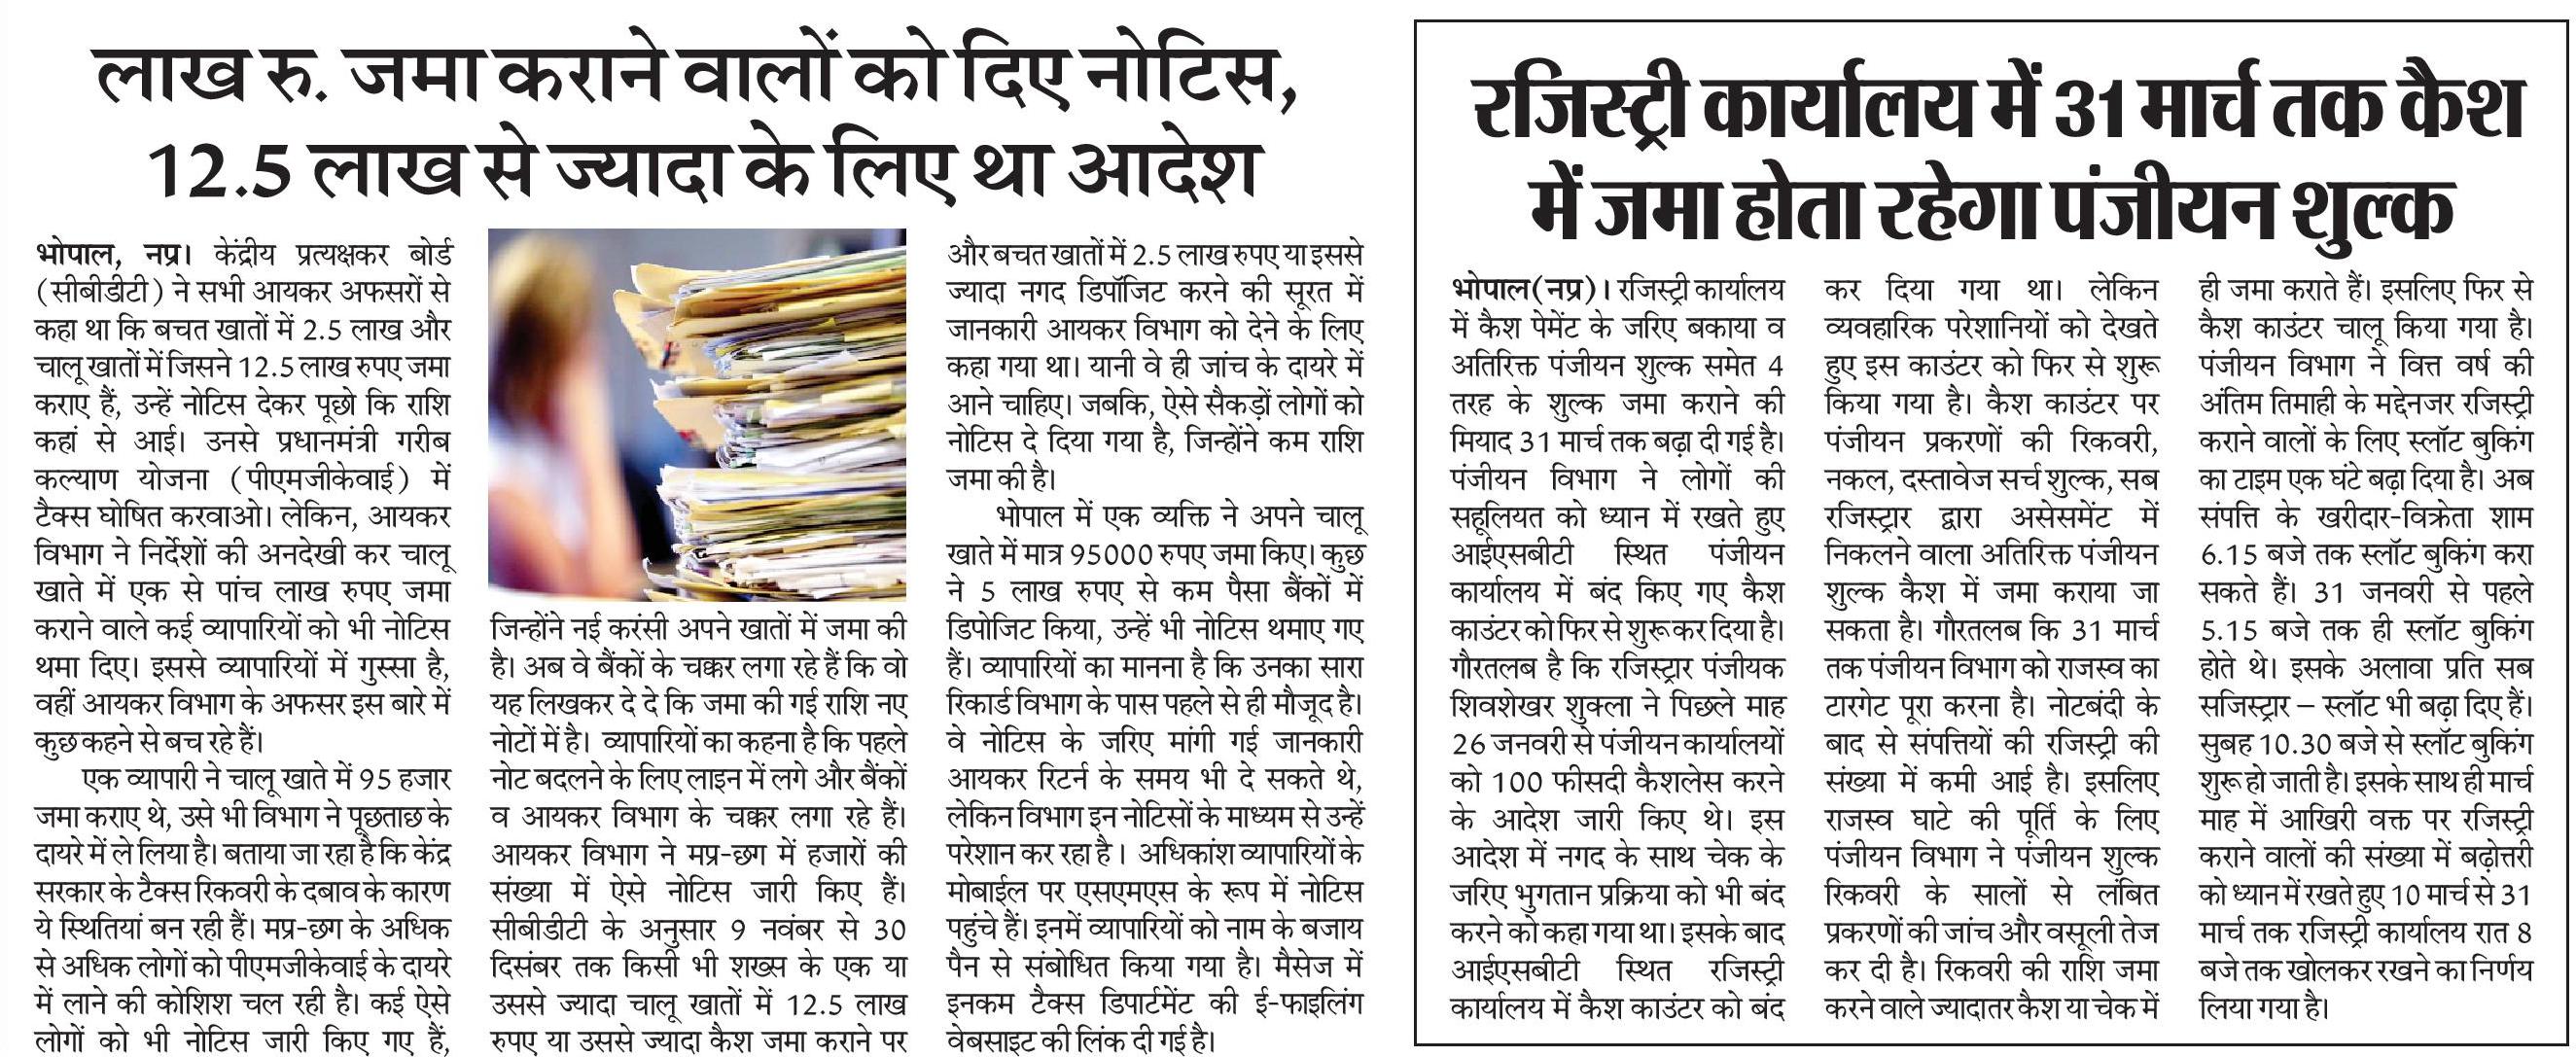 लाख रु. जमा कराने वालों को दिए नोटिस,
12.5 लाख से ज्यादा के लिए था आदेश
भोपाल, नप्र। केंद्रीय प्रत्यक्षकर बोर्ड
(सीबीडीटी) ने सभी आयकर अफसरों से
कहा था कि बचत खातों में 2.5 लाख और
चालू खातों में जिसने 12.5 लाख रुपए जमा
कराए हैं, उन्हें नोटिस देकर पूछो कि राशि
कहां से आई। उनसे प्रधानमंत्री गरीब
कल्याण योजना (पीएमजीकेवाई) में
टैक्स घोषित करवाओ। लेकिन, आयकर
विभाग ने निर्देशों की अनदेखी कर चालू
खाते में एक से पांच लाख रुपए जमा
कराने वाले कई व्यापारियों को भी नोटिस
थमा दिए। इससे व्यापारियों में गुस्सा है,
वहीं आयकर विभाग के अफसर इस बारे में
कुछ कहने से बच रहे हैं।
एक व्यापारी ने चालू खाते में 95 हजार
जमा कराए थे, उसे भी विभाग ने पूछताछ के
दायरे में ले लिया है। बताया जा रहा है कि केंद्र
सरकार के टैक्स रिकवरी के दबाव के कारण
ये स्थितियां बन रही हैं। मप्र-छग के अधिक
से अधिक लोगों को पीएमजीकेवाई के दायरे
में लाने की कोशिश चल रही है। कई ऐसे
लोगों को भी नोटिस जारी किए गए हैं,
जिन्होंने नई करंसी अपने खातों में जमा की
है। अब वे बैंकों के चक्कर लगा रहे हैं कि वो
यह लिखकर दे दे कि जमा की गई राशि नए
नोटों में है। व्यापारियों का कहना है कि पहले
नोट बदलने के लिए लाइन में लगे और बैंकों
व आयकर विभाग के चक्कर लगा रहे हैं।
आयकर विभाग ने मप्र-छग में हजारों की
संख्या में ऐसे नोटिस जारी किए हैं।
सीबीडीटी के अनुसार 9 नवंबर से 30
दिसंबर तक किसी भी शख्स के एक या
उससे ज्यादा चालू खातों में 12.5 लाख
रुपए या उससे ज्यादा कैश जमा कराने पर
और बचत खातों में 2.5 लाख रुपए या इससे
ज्यादा नगद डिपॉजिट करने की सूरत में
जानकारी आयकर विभाग को देने के लिए
कहा गया था। यानी वे ही जांच के दायरे में
आने चाहिए। जबकि, ऐसे सैकड़ों लोगों को
नोटिस दे दिया गया है, जिन्होंने कम राशि
जमा की है।
भोपाल में एक व्यक्ति ने अपने चालू
खाते में मात्र 95000 रुपए जमा किए। कुछ
ने 5 लाख रुपए से कम पैसा बैंकों में
डिपोजिट किया, उन्हें भी नोटिस थमाए गए
हैं। व्यापारियों का मानना है कि उनका सारा
रिकार्ड विभाग के पास पहले से ही मौजूद है।
वे नोटिस के जरिए मांगी गई जानकारी
आयकर रिटर्न के समय भी दे सकते थे,
लेकिन विभाग इन नोटिसों के माध्यम से उन्हें
परेशान कर रहा है। अधिकांश व्यापारियों के
मोबाईल पर एसएमएस के रूप में नोटिस
पहुंचे हैं। इनमें व्यापारियों को नाम के बजाय
पैन से संबोधित किया गया है। मैसेज में
इनकम टैक्स डिपार्टमेंट की ई-फाइलिंग
वेबसाइट की लिंक दी गई है।
रजिस्ट्री कार्यालय में 31 मार्च तक कैश
में जमा होता रहेगा पंजीयन शुल्क
भोपाल(नप्र)। रजिस्ट्री कार्यालय
में कैश पेमेंट के जरिए बकाया व
अतिरिक्त पंजीयन शुल्क समेत 4
तरह के शुल्क जमा कराने की
मियाद 31 मार्च तक बढ़ा दी गई है।
पंजीयन विभाग ने लोगों की
सहूलियत को ध्यान में रखते हुए
आईएसबीटी स्थित पंजीयन
कार्यालय में बंद किए गए कैश
काउंटर को फिर से शुरू कर दिया है।
गौरतलब है कि रजिस्ट्रार पंजीयक
शिवशेखर शुक्ला ने पिछले माह
26 जनवरी से पंजीयन कार्यालयों
को 100 फीसदी कैशलेस करने
के आदेश जारी किए थे। इस
आदेश में नगद के साथ चेक के
जरिए भुगतान प्रक्रिया को भी बंद
करने को कहा गया था। इसके बाद
आईएसबीटी स्थित रजिस्ट्री
कार्यालय में कैश काउंटर को बंद
कर दिया गया था। लेकिन
व्यवहारिक परेशानियों को देखते
हुए इस काउंटर को फिर से शुरू
किया गया है। कैश काउंटर पर
पंजीयन प्रकरणों की रिकवरी,
नकल, दस्तावेज सर्च शुल्क, सब
रजिस्ट्रार द्वारा असेसमेंट में
निकलने वाला अतिरिक्त पंजीयन
शुल्क कैश में जमा कराया जा
सकता है। गौरतलब कि 31 मार्च
तक पंजीयन विभाग को राजस्व का
टारगेट पूरा करना है। नोटबंदी के
बाद से संपत्तियों की रजिस्ट्री की
संख्या में कमी आई है। इसलिए
राजस्व घाटे की पूर्ति के लिए
पंजीयन विभाग ने पंजीयन शुल्क
रिकवरी के सालों से लंबित
प्रकरणों की जांच और वसूली तेज
कर दी है। रिकवरी की राशि जमा
करने वाले ज्यादातर कैश या चेक में
ही जमा कराते हैं। इसलिए फिर से
कैश काउंटर चालू किया गया है।
पंजीयन विभाग ने वित्त वर्ष की
अंतिम तिमाही के मद्देनजर रजिस्ट्री
कराने वालों के लिए स्लॉट बुकिंग
का टाइम एक घंटे बढ़ा दिया है। अब
संपत्ति के खरीदार-विक्रेता शाम
6.15 बजे तक स्लॉट बुकिंग करा
सकते हैं। 31 जनवरी से पहले
5.15 बजे तक ही स्लॉट बुकिंग
होते थे। इसके अलावा प्रति सब
सजिस्ट्रार – स्लॉट भी बढ़ा दिए हैं।
सुबह 10.30 बजे से स्लॉट बुकिंग
शुरू हो जाती है। इसके साथ ही मार्च
माह में आखिरी वक्त पर रजिस्ट्री
कराने वालों की संख्या में बढ़ोत्तरी
को ध्यान में रखते हुए 10 मार्च से 31
मार्च तक रजिस्ट्री कार्यालय रात 8
बजे तक खोलकर रखने का निर्णय
लिया गया है।